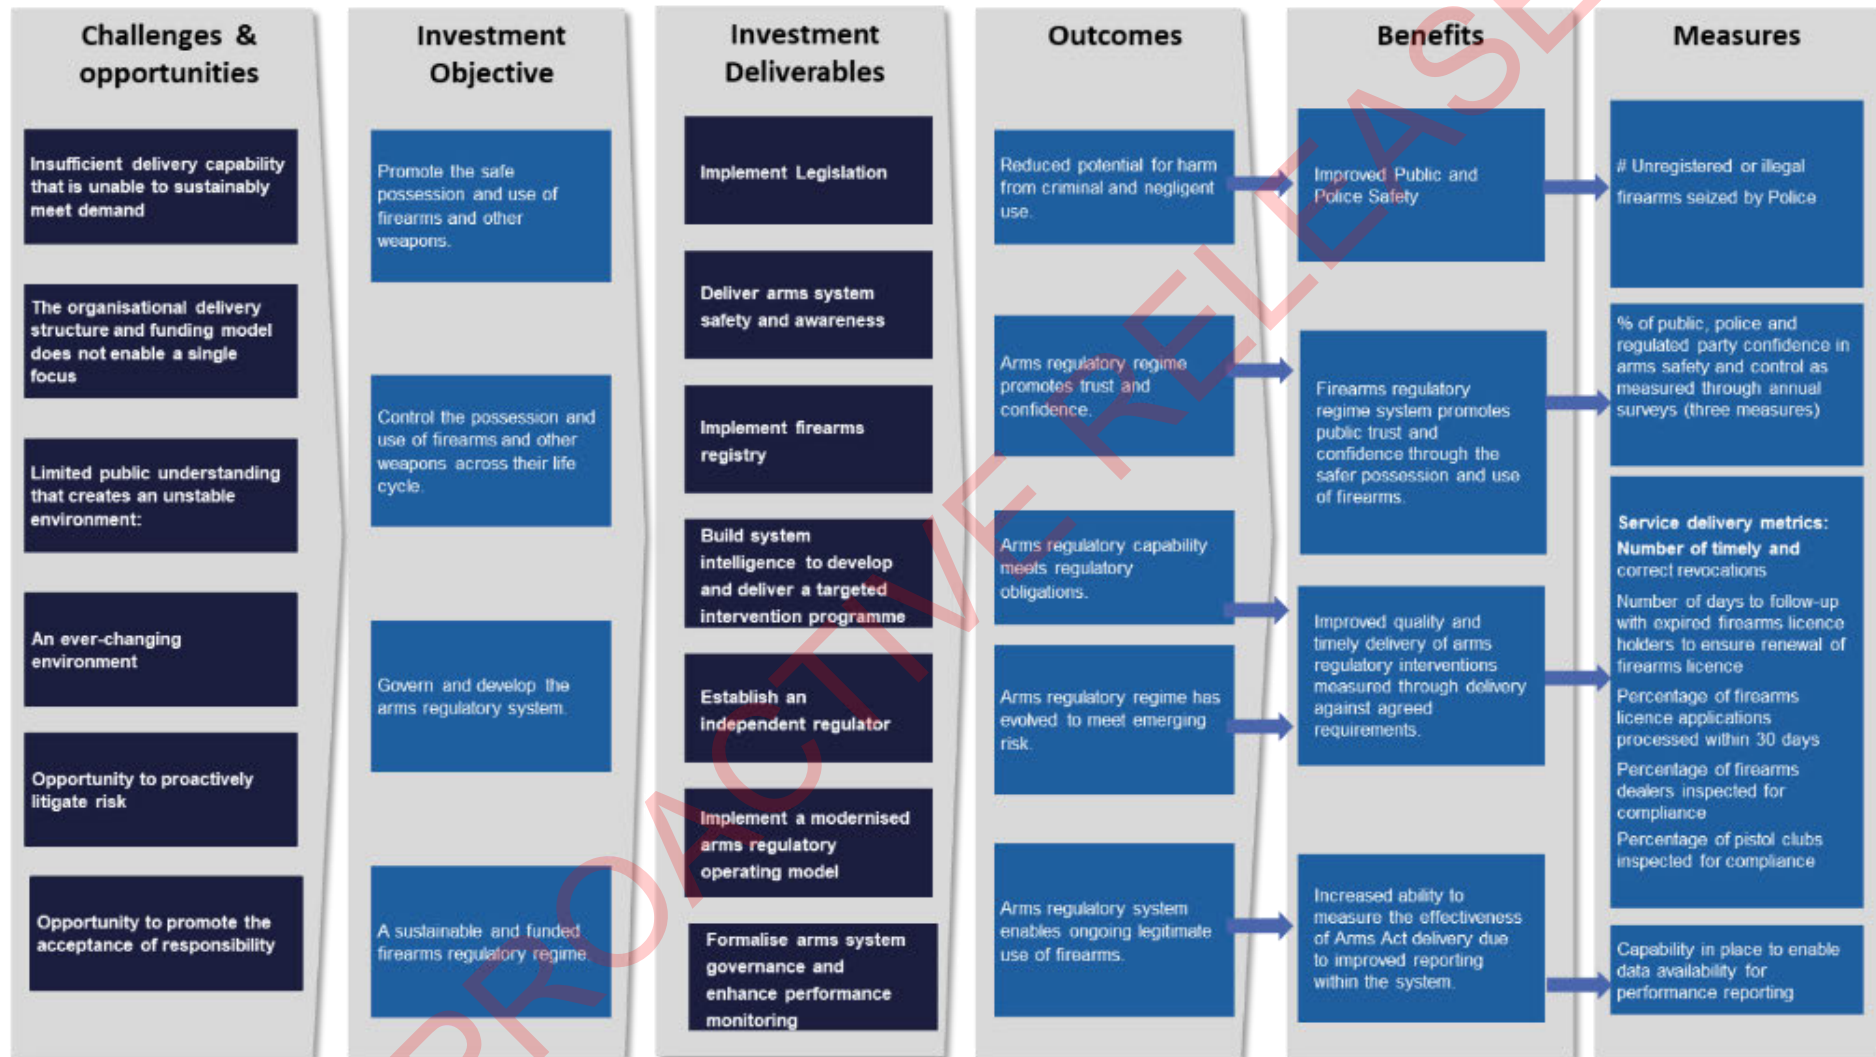 Challenges &
opportunities
Insufficient delivery capability
that is unable to sustainably
meet demand
The organisational delivery
structure and funding model
does not enable a single
focus
Limited public understanding
that creates an unstable
environment:
An ever-changing
environment
Opportunity to proactively
litigate risk
Opportunity to promote the
acceptance of responsibility
Investment
Objective
Promote the safe
possession and use of
firearms and other
weapons.
Control the possession and
use of firearms and other
weapons across their life
cycle.
Govern and develop the
arms regulatory system.
A sustainable and funded
firearms regulatory regime.
Investment
Deliverables
Implement Legislation
Deliver arms system
safety and awareness
Implement firearms
registry
Build system
intelligence to develop
and deliver a targeted
intervention programme
Establish an
independent regulator
Implement a modernised
arms regulatory
operating model
Formalise arms system
governance and
enhance performance
monitoring
Outcomes
Reduced potential for harm
from criminal and negligent
use.
Arms regulatory regime
promotes trust and
confidence.
Arms regulatory capability
meets regulatory
obligations.
Arms regulatory regime has
evolved to meet emerging
risk.
Arms regulatory system
enables ongoing legitimate
use of firearms.
Benefits
Improved Public and
Police Safety
Firearms regulatory
regime system promotes
public trust and
confidence through the
safer possession and use
of firearms.
Improved quality and
timely delivery of arms
regulatory interventions
measured through delivery
against agreed
requirements.
Increased ability to
measure the effectiveness
of Arms Act delivery due
to improved reporting
within the system.
Measures
# Unregistered or illegal
firearms seized by Police
% of public, police and
regulated party confidence in
arms safety and control as
measured through annual
surveys (three measures)
Service delivery metrics:
Number of timely and
correct revocations
Number of days to follow-up
with expired firearms licence
holders to ensure renewal of
firearms licence
Percentage of firearms
licence applications
processed within 30 days
Percentage of firearms
dealers inspected for
compliance
Percentage of pistol clubs
inspected for compliance
Capability in place to enable
data availability for
performance reporting
PROACTIVE RELEASE